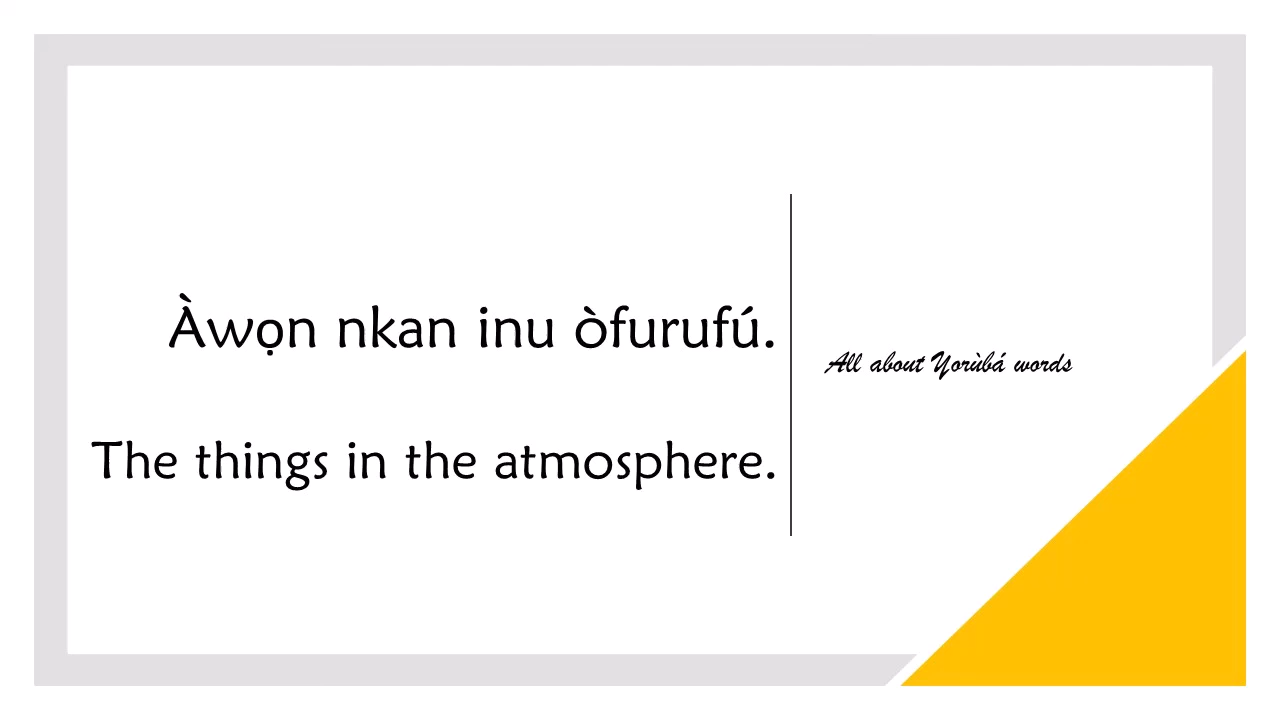 Àwọn nkan inu òfurufú.
The things in the atmosphere.
All about Yorùbá words